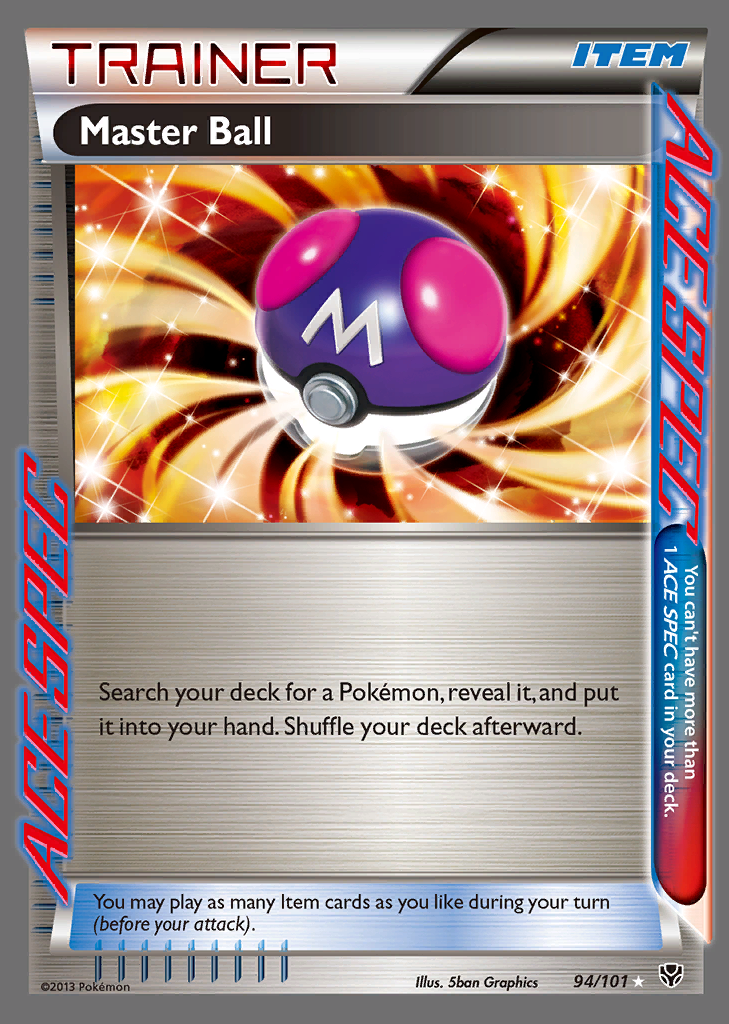 TRAINER
ITEM
Master Ball
M
ACE SPEC
ACE SPEC
You can't have more than
1 ACE SPEC card in your deck.
Search your deck for a Pokémon, reveal it, and put
it into your hand. Shuffle your deck afterward.
You may play as many Item cards as you like during your turn
(before your attack).
©2013 Pokémon
Illus. 5ban Graphics
94/101